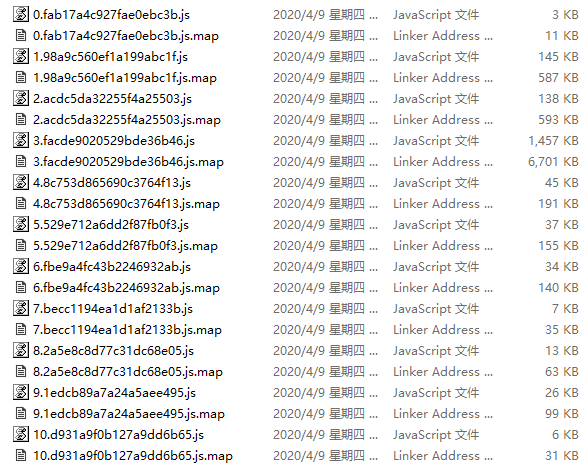 0.fab17a4c927fae0ebc3b.js 2020/4/9 星期四 ... JavaScript 文件 3 KB
0.fab17a4c927fae0ebc3b.js.map 2020/4/9 星期四 ... Linker Address ... 11 KB
1.98a9c560ef1a199abc1f.js 2020/4/9 星期四 ... JavaScript 文件 145 KB
1.98a9c560ef1a199abc1f.js.map 2020/4/9 星期四 ... Linker Address ... 587 KB
2.acdc5da32255f4a25503.js 2020/4/9 星期四 ... JavaScript 文件 138 KB
2.acdc5da32255f4a25503.js.map 2020/4/9 星期四 ... Linker Address ... 593 KB
3.facde9020529bde36b46.js 2020/4/9 星期四 ... JavaScript 文件 1,457 KB
3.facde9020529bde36b46.js.map 2020/4/9 星期四 ... Linker Address ... 6,701 KB
4.8c753d865690c3764f13.js 2020/4/9 星期四 ... JavaScript 文件 45 KB
4.8c753d865690c3764f13.js.map 2020/4/9 星期四 ... Linker Address ... 191 KB
5.529e712a6dd2f87fb0f3.js 2020/4/9 星期四 ... JavaScript 文件 37 KB
5.529e712a6dd2f87fb0f3.js.map 2020/4/9 星期四 ... Linker Address ... 155 KB
6.fbe9a4fc43b2246932ab.js 2020/4/9 星期四 ... JavaScript 文件 34 KB
6.fbe9a4fc43b2246932ab.js.map 2020/4/9 星期四 ... Linker Address ... 140 KB
7.becc1194ea1d1af2133b.js 2020/4/9 星期四 ... JavaScript 文件 7 KB
7.becc1194ea1d1af2133b.js.map 2020/4/9 星期四 ... Linker Address ... 35 KB
8.2a5e8c8d77c31dc68e05.js 2020/4/9 星期四 ... JavaScript 文件 13 KB
8.2a5e8c8d77c31dc68e05.js.map 2020/4/9 星期四 ... Linker Address ... 63 KB
9.1edcb89a7a24a5aee495.js 2020/4/9 星期四 ... JavaScript 文件 26 KB
9.1edcb89a7a24a5aee495.js.map 2020/4/9 星期四 ... Linker Address ... 99 KB
10.d931a9f0b127a9dd6b65.js 2020/4/9 星期四 ... JavaScript 文件 6 KB
10.d931a9f0b127a9dd6b65.js.map 2020/4/9 星期四 ... Linker Address ... 31 KB